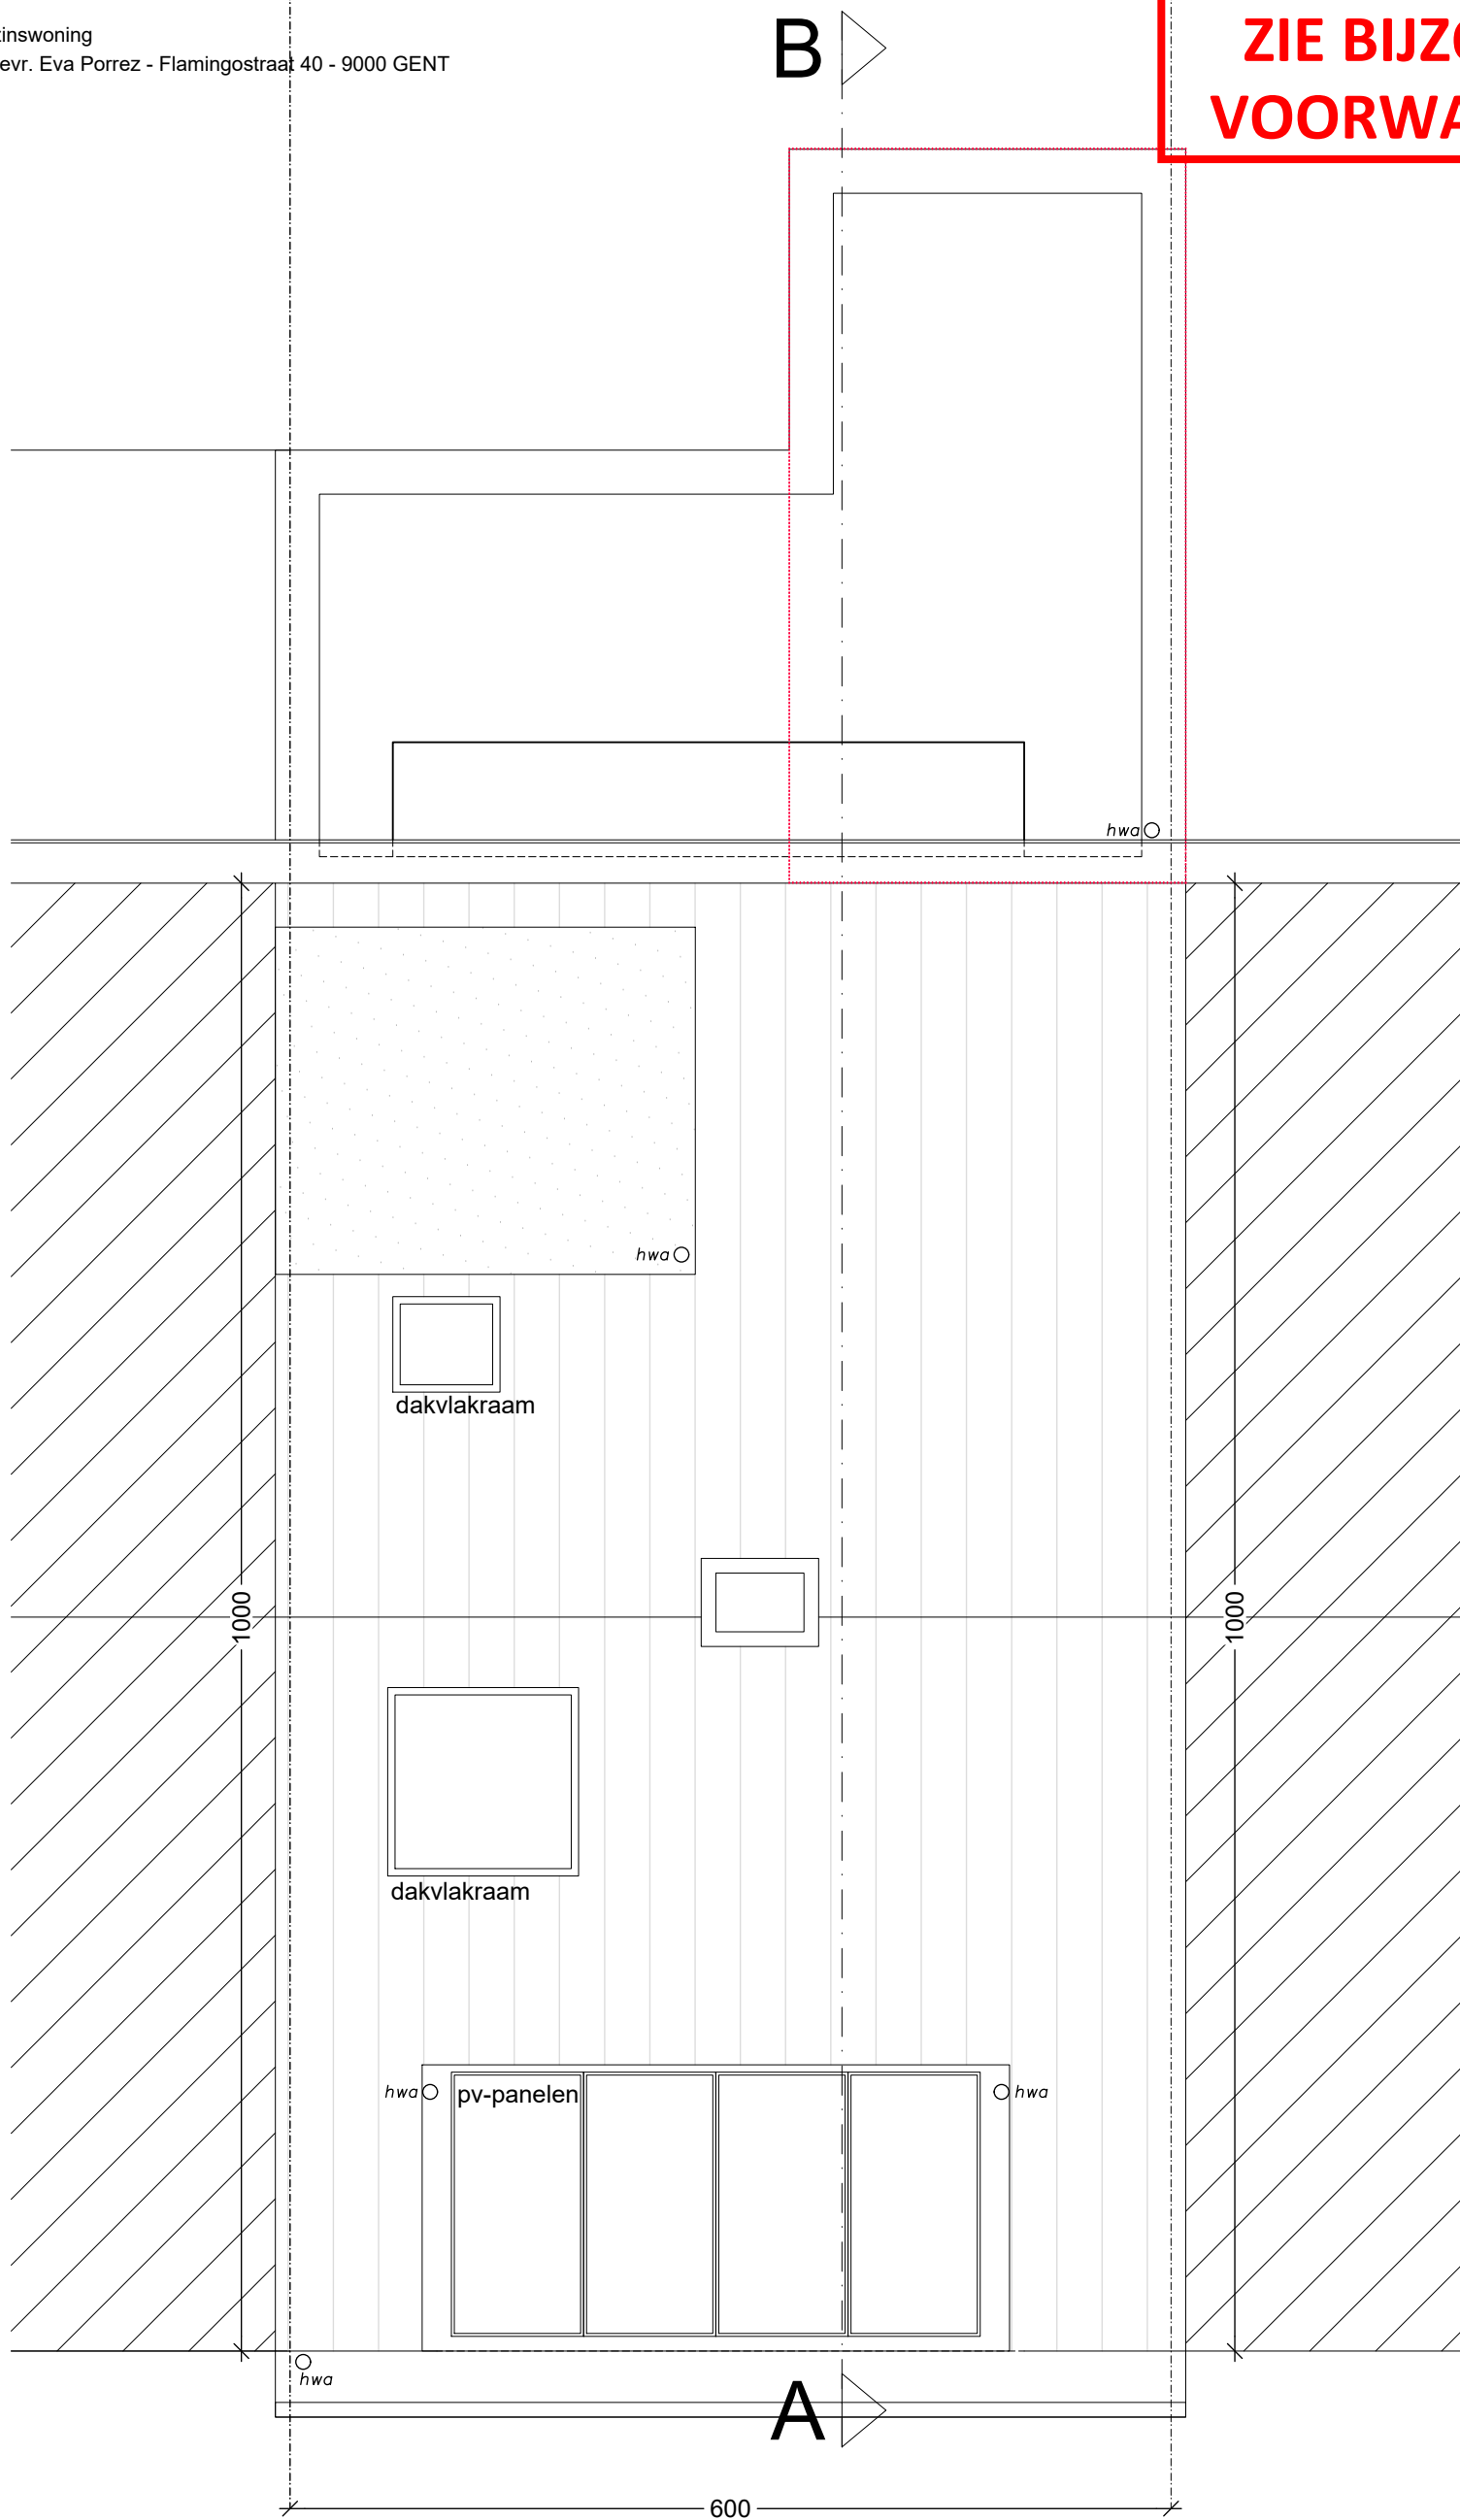 inswoning
evr. Eva Porrez - Flamingostraat 40 - 9000 GENT
B
ZIE BIJZ
VOORWA
hwa
hwa
dakvlakraam
1000
1000
dakvlakraam
hwa
pv-panelen
hwa
hwa
A
600